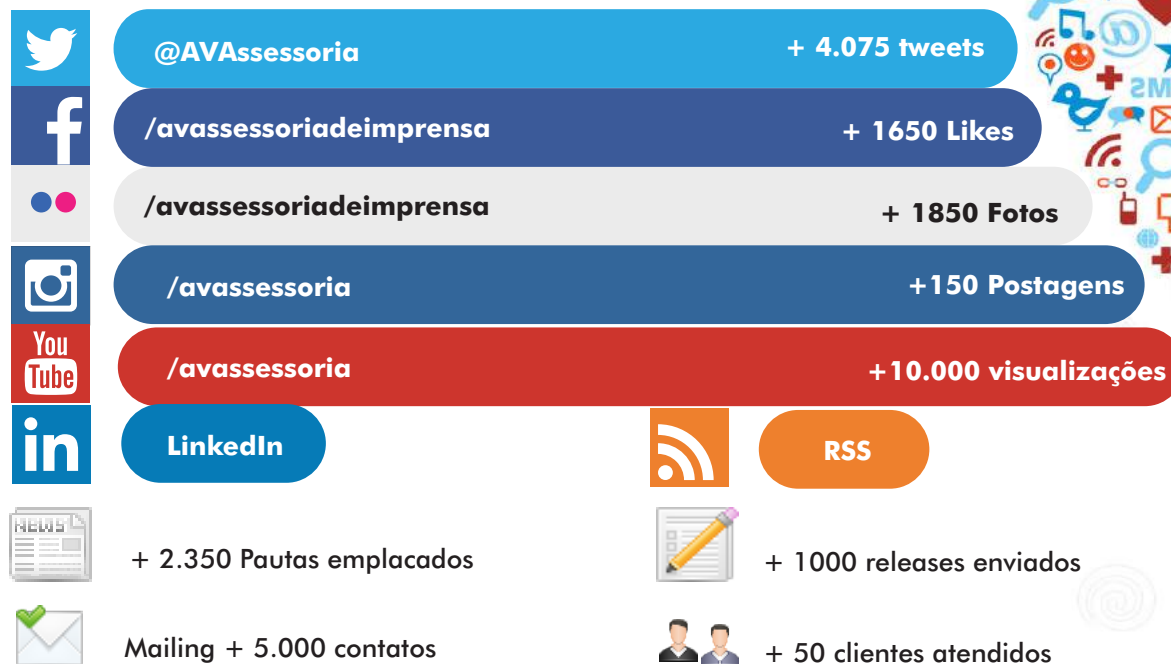 @AVAssessoria + 4.075 tweets
/avassessoriadeimprensa + 1650 Likes
/avassessoriadeimprensa + 1850 Fotos
/avassessoria +150 Postagens
You
Tube
/avassessoria +10.000 visualizações
in LinkedIn RSS
NEWS
+ 2.350 Pautas emplacados + 1000 releases enviados
Mailing + 5.000 contatos + 50 clientes atendidos